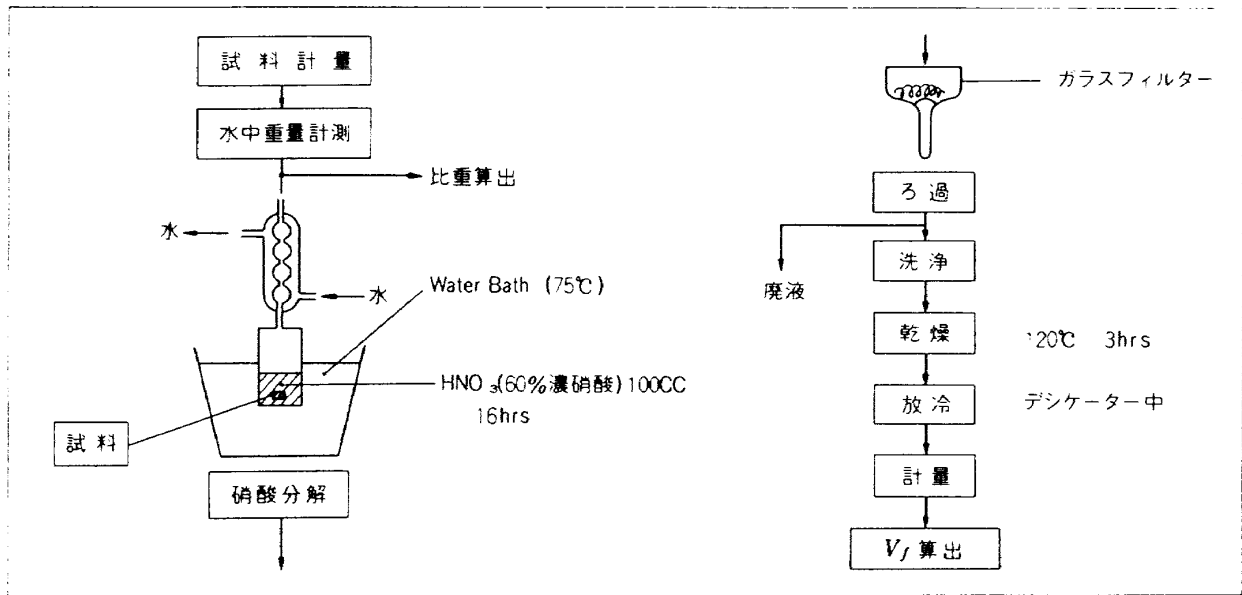 試料計量
水中重量計測
比重算出
水
水
Water Bath (75℃)
HNO₃(60%濃硝酸)100CC
16hrs
試料
硝酸分解
ガラスフィルター
ろ過
廃液
洗浄
乾燥
120℃ 3hrs
放冷
デシケーター中
計量
Vf 算出